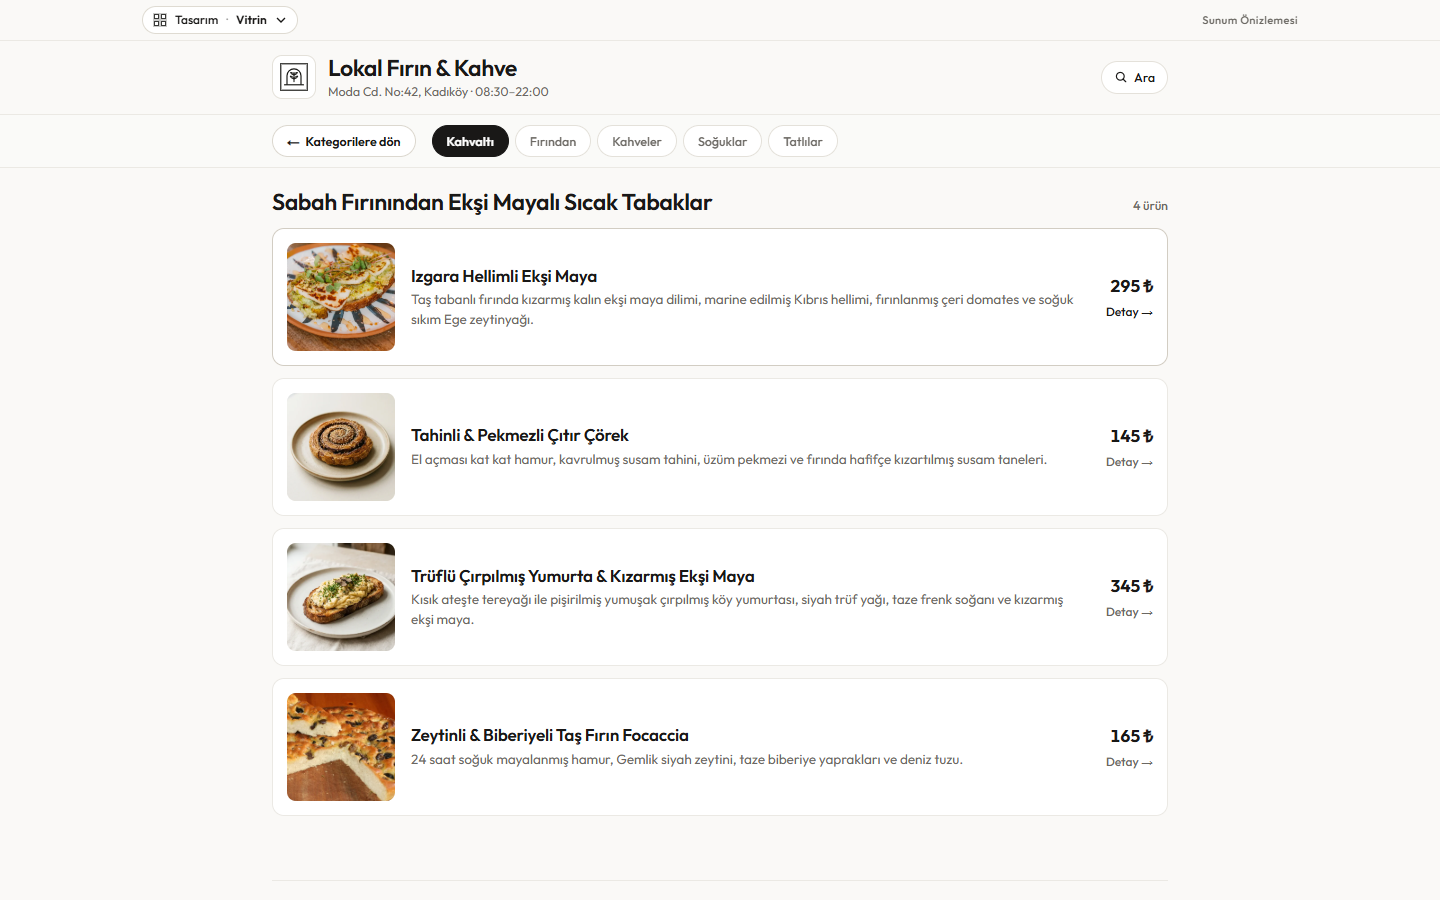 Tasarım · Vitrin
Sunum Önizlemesi
Lokal Fırın & Kahve
Moda Cd. No:42, Kadıköy · 08:30–22:00
Ara
← Kategorilere dön
Kahvaltı
Fırından
Kahveler
Soğuklar
Tatlılar
Sabah Fırınından Ekşi Mayalı Sıcak Tabaklar
4 ürün
Izgara Hellimli Ekşi Maya
Taş tabanlı fırında kızarmış kalın ekşi maya dilimi, marine edilmiş Kıbrıs hellimi, fırınlanmış çeri domates ve soğuk
sıkım Ege zeytinyağı.
295 ₺
Detay →
Tahinli & Pekmezli Çıtır Çörek
El açması kat kat hamur, kavrulmuş susam tahini, üzüm pekmezi ve fırında hafifçe kızartılmış susam taneleri.
145 ₺
Detay →
Trüflü Çırpılmış Yumurta & Kızarmış Ekşi Maya
Kısık ateşte tereyağı ile pişirilmiş yumuşak çırpılmış köy yumurtası, siyah trüf yağı, taze frenk soğanı ve kızarmış
ekşi maya.
345 ₺
Detay →
Zeytinli & Biberiyeli Taş Fırın Focaccia
24 saat soğuk mayalanmış hamur, Gemlik siyah zeytini, taze biberiye yaprakları ve deniz tuzu.
165 ₺
Detay →